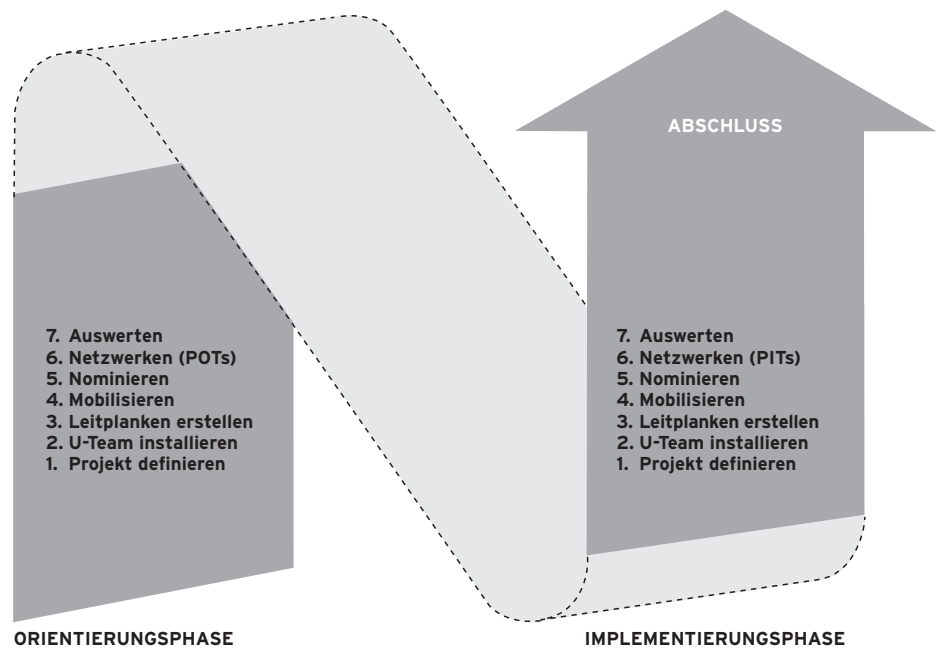 7. Auswerten
6. Netzwerken (POTs)
5. Nominieren
4. Mobilisieren
3. Leitplanken erstellen
2. U-Team installieren
1. Projekt definieren
ORIENTIERUNGSPHASE
ABSCHLUSS
7. Auswerten
6. Netzwerken (PITs)
5. Nominieren
4. Mobilisieren
3. Leitplanken erstellen
2. U-Team installieren
1. Projekt definieren
IMPLEMENTIERUNGSPHASE